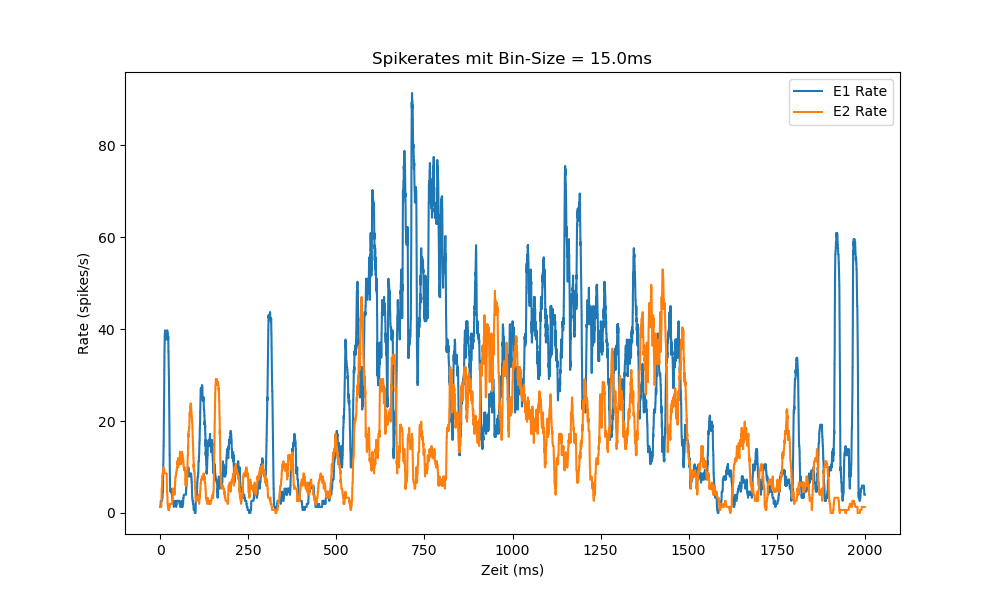 Spikerates mit Bin-Size = 15.0ms
E1 Rate
E2 Rate
Rate (spikes/s)
80
60
40
20
0
0 250 500 750 1000 1250 1500 1750 2000
Zeit (ms)